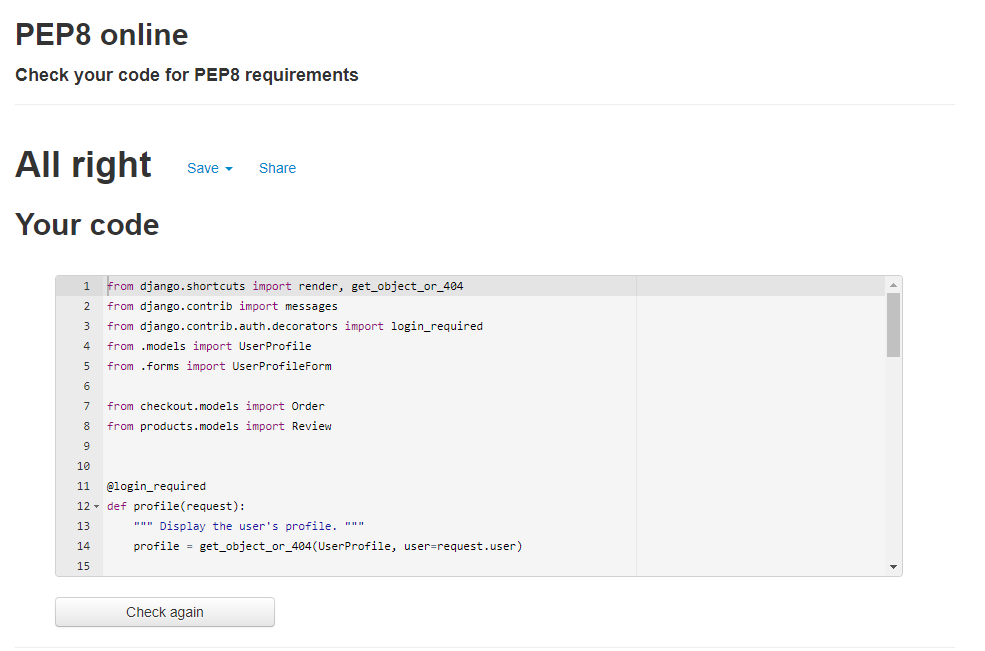 PEP8 online
Check your code for PEP8 requirements
All right Save Share
Your code
1 from django.shortcuts import render, get_object_or_404
2 from django.contrib import messages
3 from django.contrib.auth.decorators import login_required
4 from .models import UserProfile
5 from .forms import UserProfileForm
6
7 from checkout.models import Order
8 from products.models import Review
9
10
11 @login_required
12 def profile(request):
13     """ Display the user's profile. """
14     profile = get_object_or_404(UserProfile, user=request.user)
15
Check again